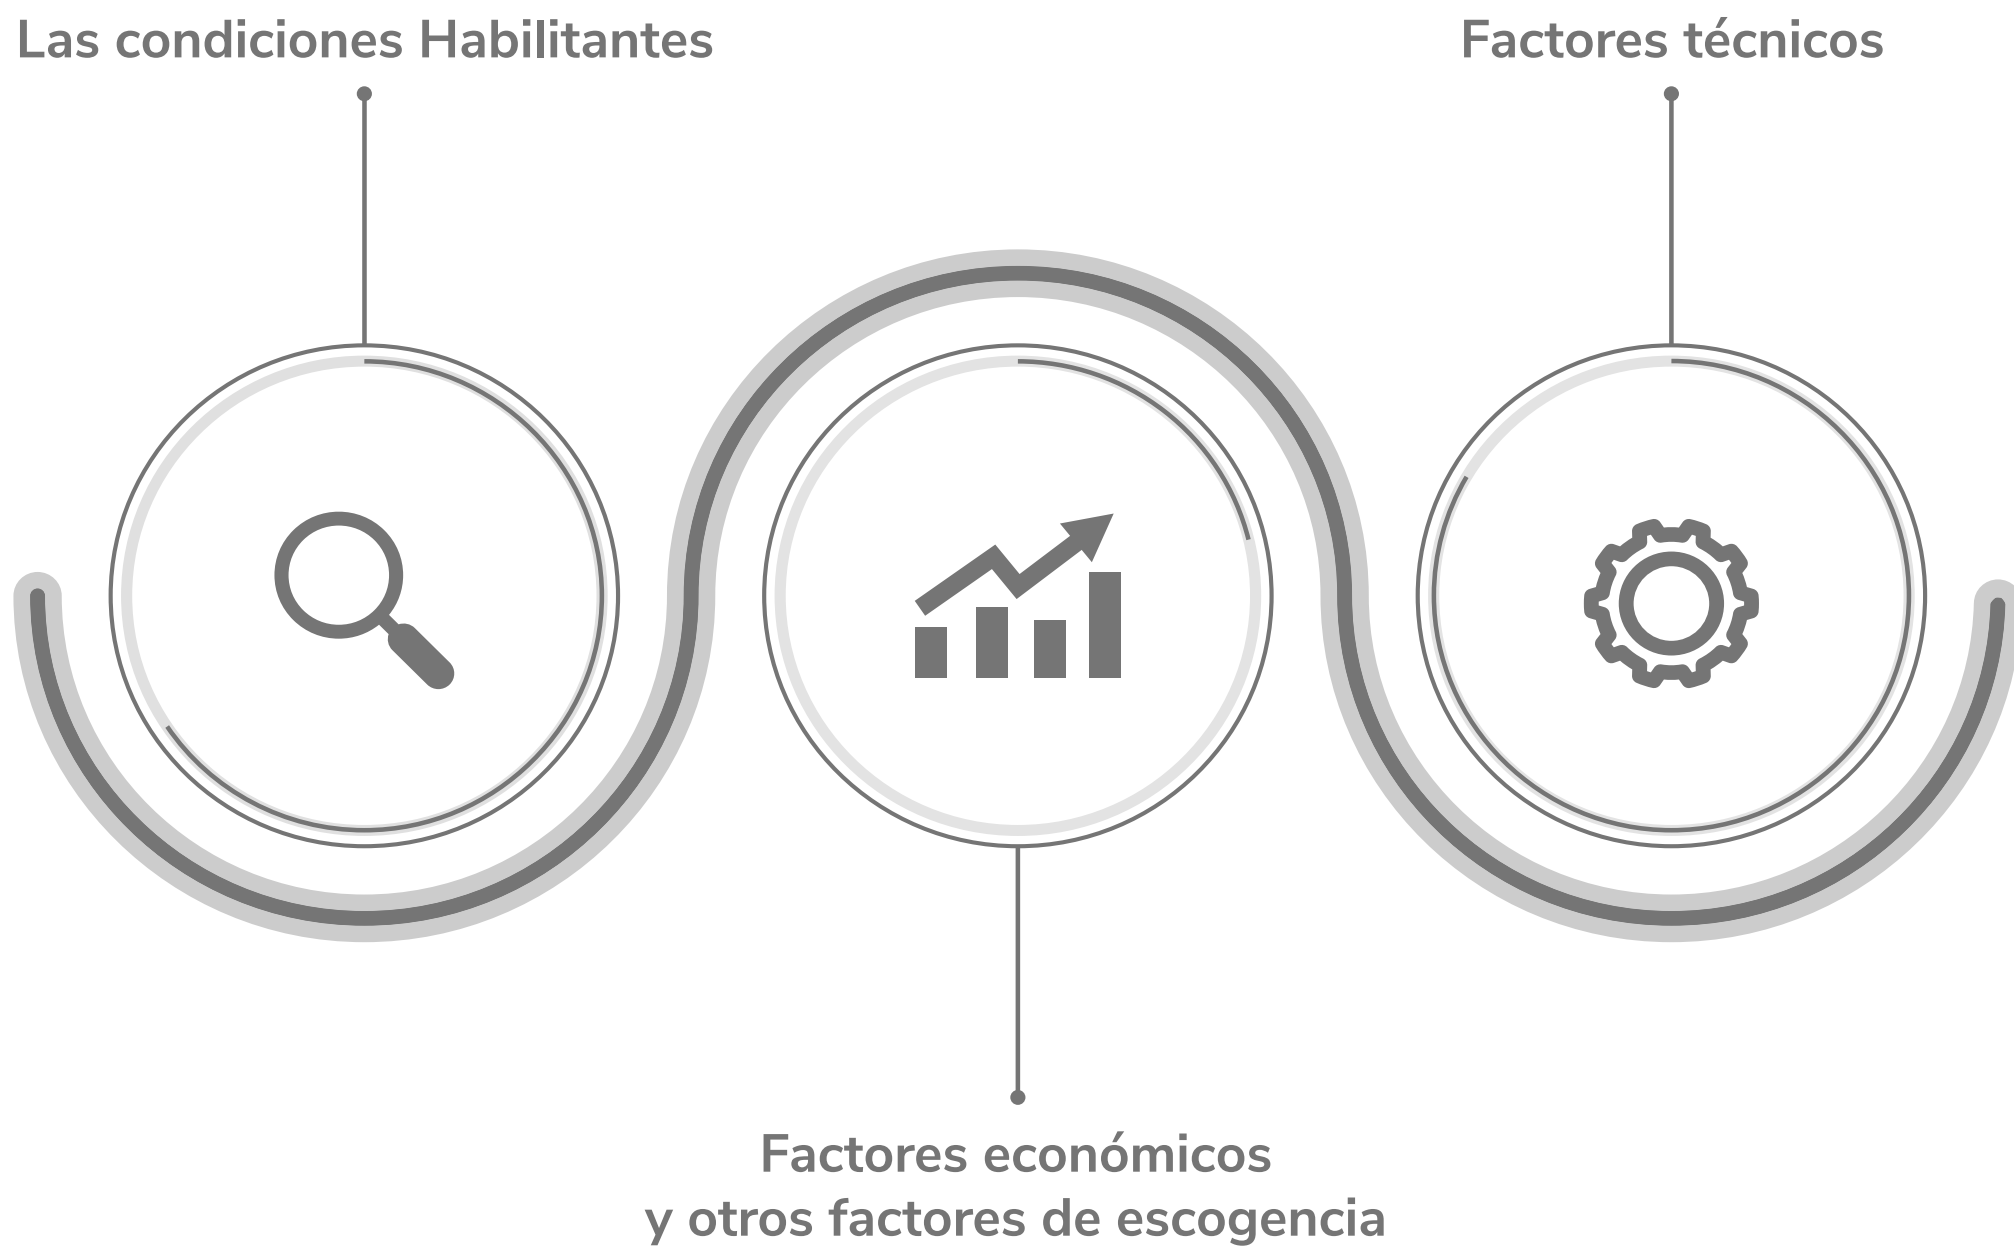 Las condiciones Habilitantes
Factores técnicos
Factores económicos
y otros factores de escogencia